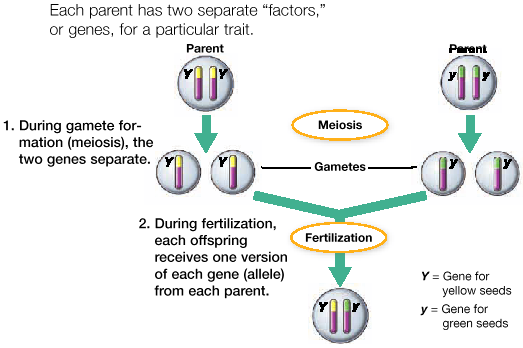 Each parent has two separate “factors,”
or genes, for a particular trait.
Parent
Parent
Y Y
y y
1. During gamete for-
mation (meiosis), the
two genes separate.
Meiosis
Y
Y
Gametes
y
y
2. During fertilization,
each offspring
receives one version
of each gene (allele)
from each parent.
Fertilization
Y y
Y = Gene for
yellow seeds
y = Gene for
green seeds